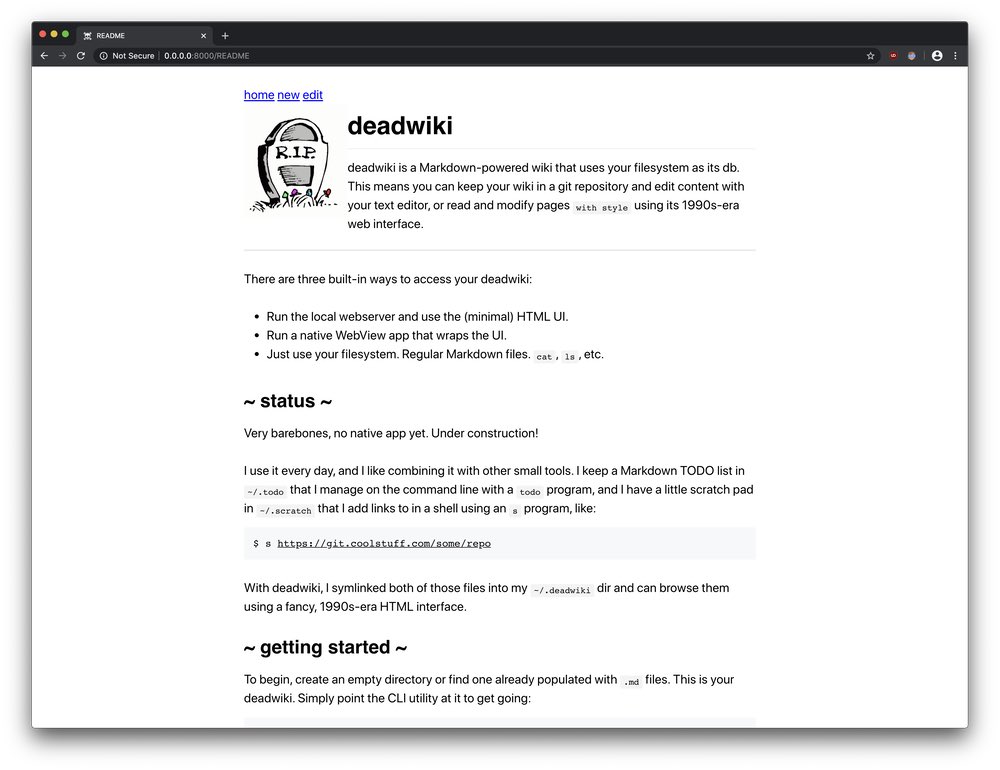 README
Not Secure | 0.0.0.0:8000/README
home new edit
R.I.P.
deadwiki
deadwiki is a Markdown-powered wiki that uses your filesystem as its db.
This means you can keep your wiki in a git repository and edit content with
your text editor, or read and modify pages with style using its 1990s-era
web interface.
There are three built-in ways to access your deadwiki:
• Run the local webserver and use the (minimal) HTML UI.
• Run a native WebView app that wraps the UI.
• Just use your filesystem. Regular Markdown files. cat, ls, etc.
~ status ~
Very barebones, no native app yet. Under construction!
I use it every day, and I like combining it with other small tools. I keep a Markdown TODO list in
~/.todo that I manage on the command line with a todo program, and I have a little scratch pad
in ~/.scratch that I add links to in a shell using an s program, like:
$ s https://git.coolstuff.com/some/repo
With deadwiki, I symlinked both of those files into my ~/.deadwiki dir and can browse them
using a fancy, 1990s-era HTML interface.
~ getting started ~
To begin, create an empty directory or find one already populated with .md files. This is your
deadwiki. Simply point the CLI utility at it to get going: